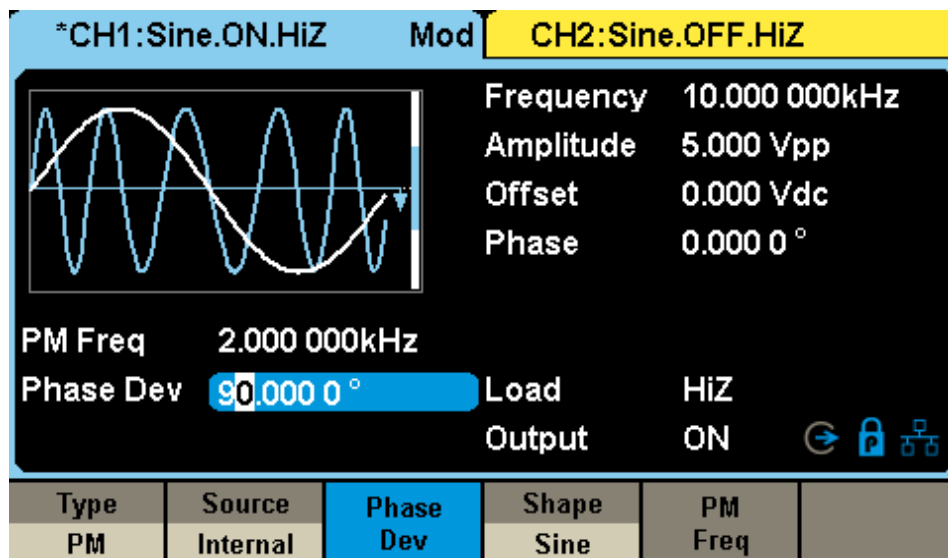 *CH1:Sine.ON.HiZ Mod CH2:Sine.OFF.HiZ
Frequency 10.000 000kHz
Amplitude 5.000 Vpp
Offset 0.000 Vdc
Phase 0.000 0 °
PM Freq 2.000 000kHz
Phase Dev 90.000 0 ° Load HiZ
Output ON
P
Type Source Phase Shape PM
PM Internal Dev Sine Freq